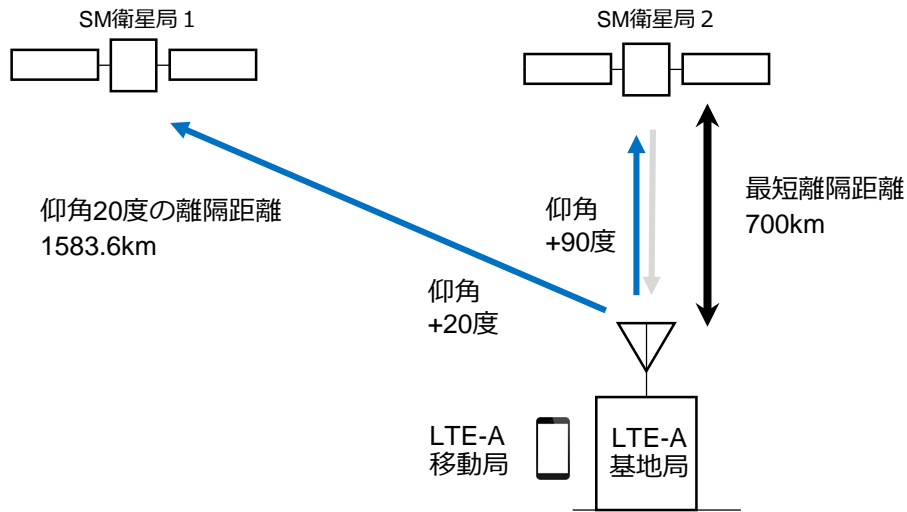 SM衛星局１
SM衛星局２
仰角20度の離隔距離
1583.6km
仰角
+20度
仰角
+90度
最短離隔距離
700km
LTE-A
移動局
LTE-A
基地局